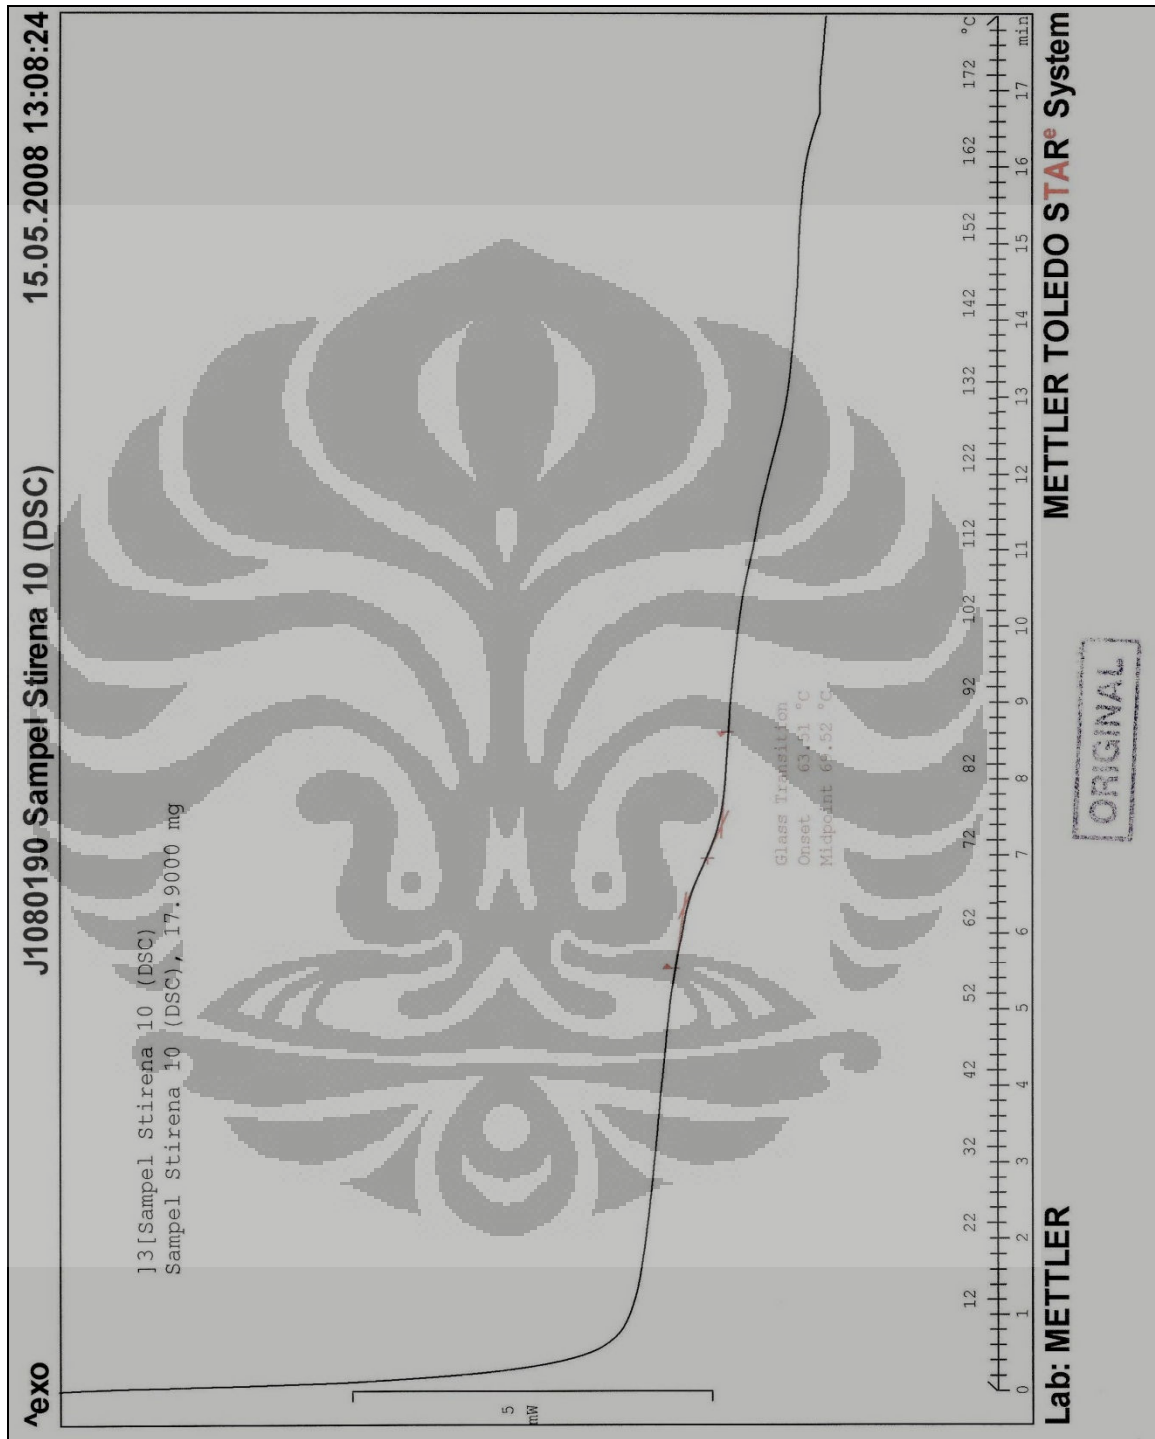 ^exo
J1080190 Sampel Stirena 10 (DSC)
15.05.2008 13:08:24
]3[Sampel Stirena 10 (DSC)
Sampel Stirena 10 (DSC), 17.9000 mg
5
mW
Glass Transition
Onset 63.51 °C
Midpoint °C
12 22 32 42 52 62 72 82 92 102 112 122 132 142 152 162 172 °C
0 1 2 3 4 5 6 7 8 9 10 11 12 13 14 15 16 17 min
Lab: METTLER
METTLER TOLEDO STARe System
ORIGINAL